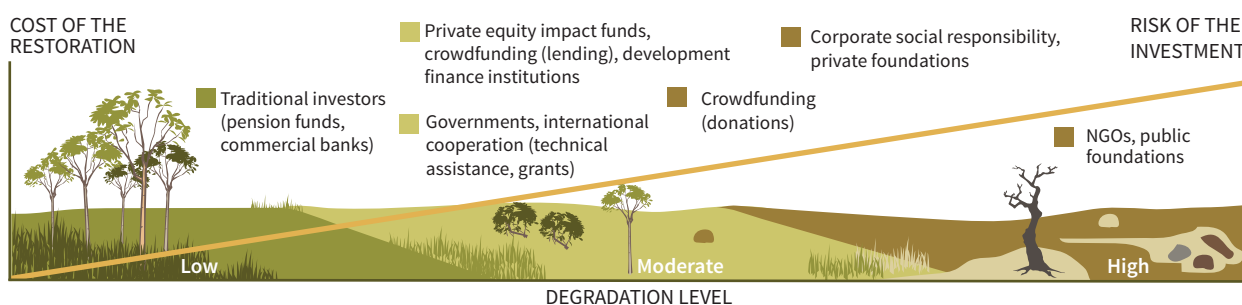 COST OF THE
RESTORATION
Traditional investors
(pension funds,
commercial banks)
Private equity impact funds,
crowdfunding (lending), development
finance institutions
Governments, international
cooperation (technical
assistance, grants)
Corporate social responsibility,
private foundations
Crowdfunding
(donations)
RISK OF THE
INVESTMENT
NGOs, public
foundations
Low
Moderate
High
DEGRADATION LEVEL